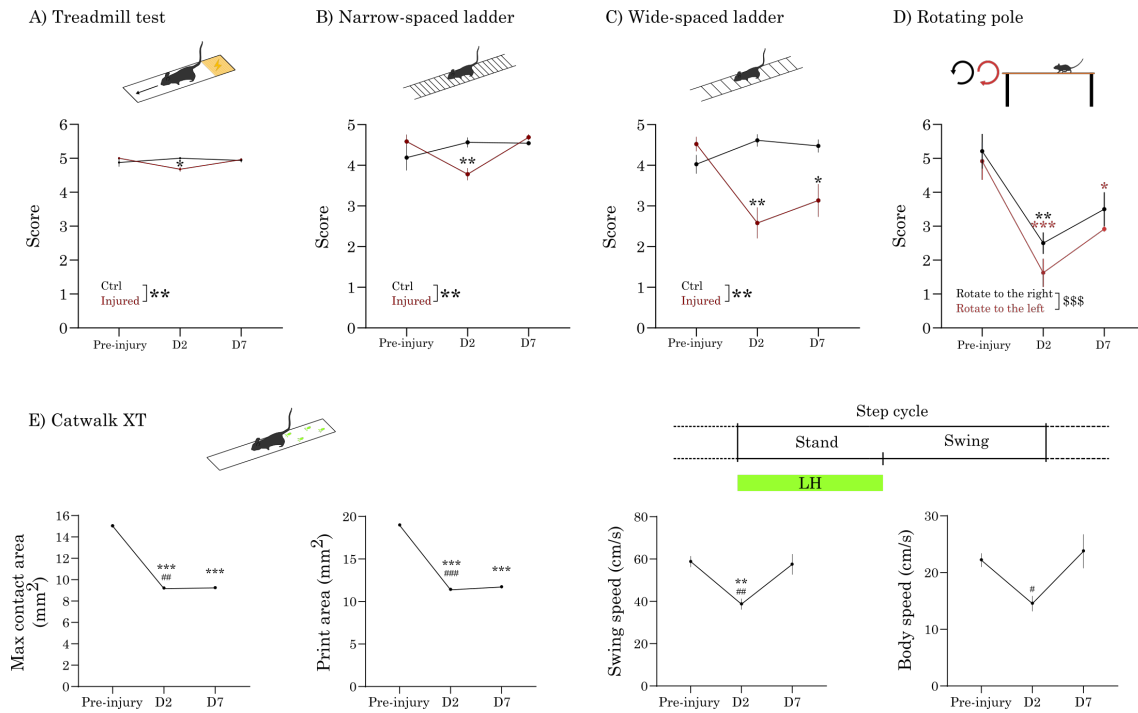 A) Treadmill test
B) Narrow-spaced ladder
C) Wide-spaced ladder
D) Rotating pole
6
5
4
3
2
1
0
Score
*
Ctrl
Injured
**
Pre-injury
D2
D7
5
4
3
2
1
0
Score
**
Ctrl
Injured
**
Pre-injury
D2
D7
5
4
3
2
1
0
Score
**
*
Ctrl
Injured
**
Pre-injury
D2
D7
6
5
4
3
2
1
0
Score
**
***
*
Rotate to the right
Rotate to the left
$$$
Pre-injury
D2
D7
E) Catwalk XT
Step cycle
Stand
Swing
LH
16
14
12
10
8
6
4
2
0
Max contact area
(mm²)
***
##
***
Pre-injury
D2
D7
20
15
10
5
0
Print area (mm²)
***
###
***
Pre-injury
D2
D7
80
60
40
20
0
Swing speed (cm/s)
**
##
Pre-injury
D2
D7
30
20
10
0
Body speed (cm/s)
#
Pre-injury
D2
D7